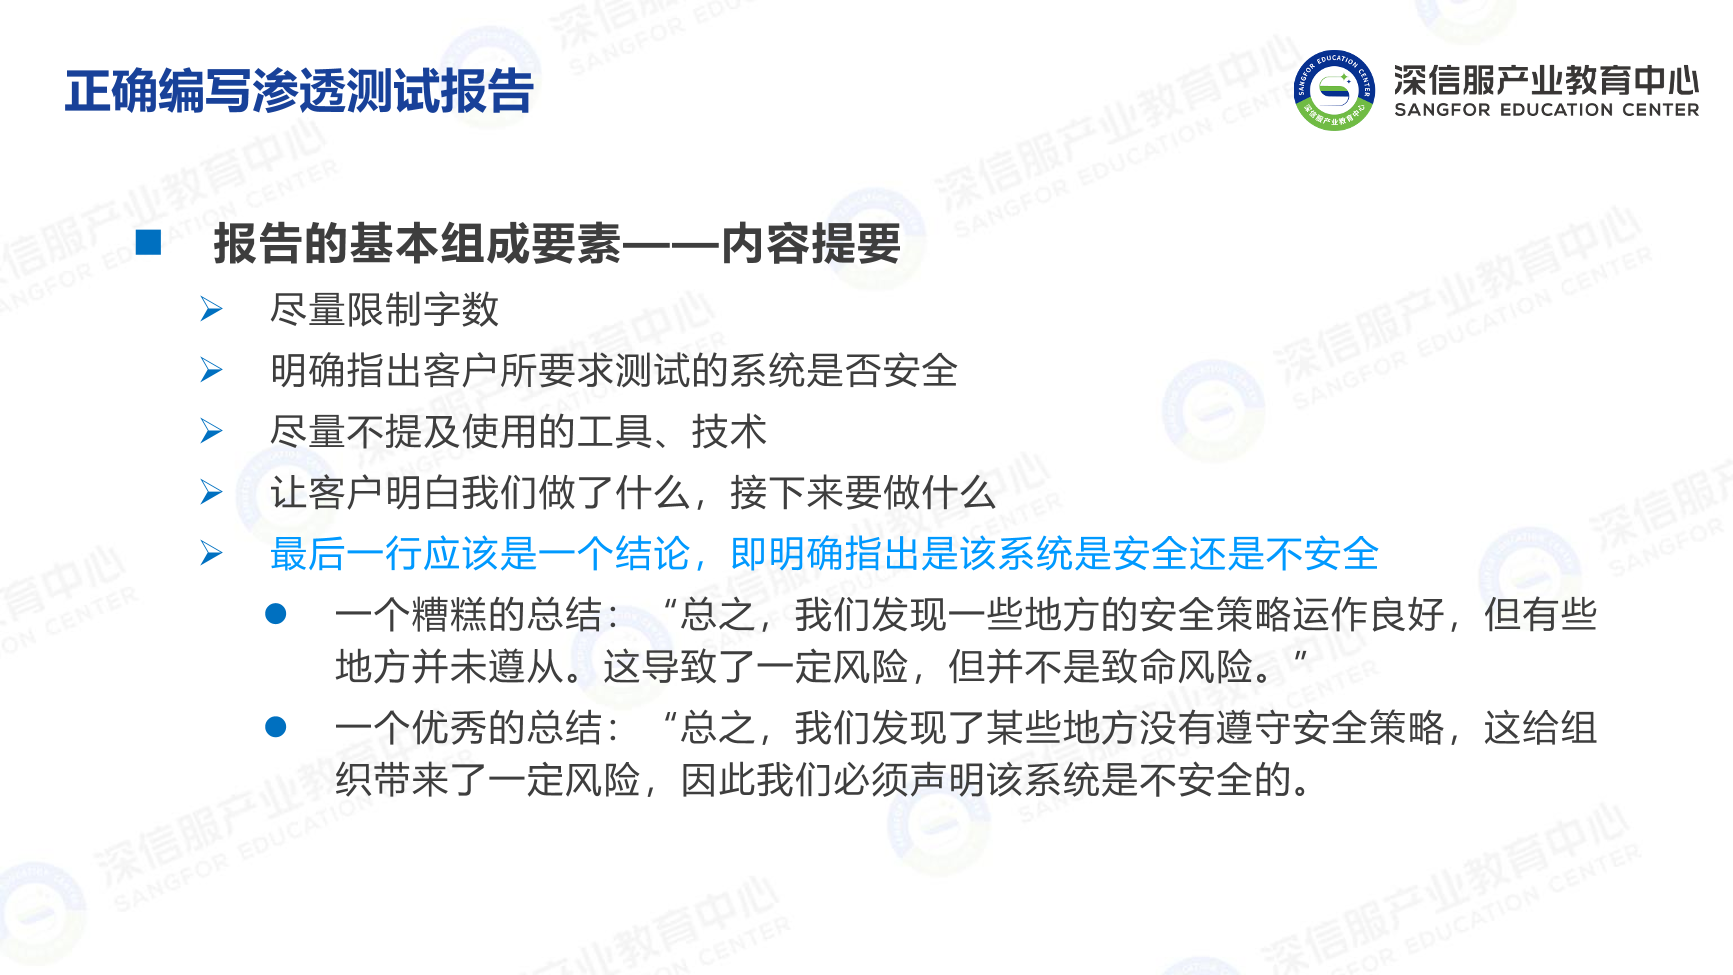 正确编写渗透测试报告
深信服产业教育中心
SANGFOR EDUCATION CENTER
报告的基本组成要素——内容提要
尽量限制字数
明确指出客户所要求测试的系统是否安全
尽量不提及使用的工具、技术
让客户明白我们做了什么，接下来要做什么
最后一行应该是一个结论，即明确指出是该系统是安全还是不安全
一个糟糕的总结：“总之，我们发现一些地方的安全策略运作良好，但有些
地方并未遵从。这导致了一定风险，但并不是致命风险。”
一个优秀的总结：“总之，我们发现了某些地方没有遵守安全策略，这给组
织带来了一定风险，因此我们必须声明该系统是不安全的。